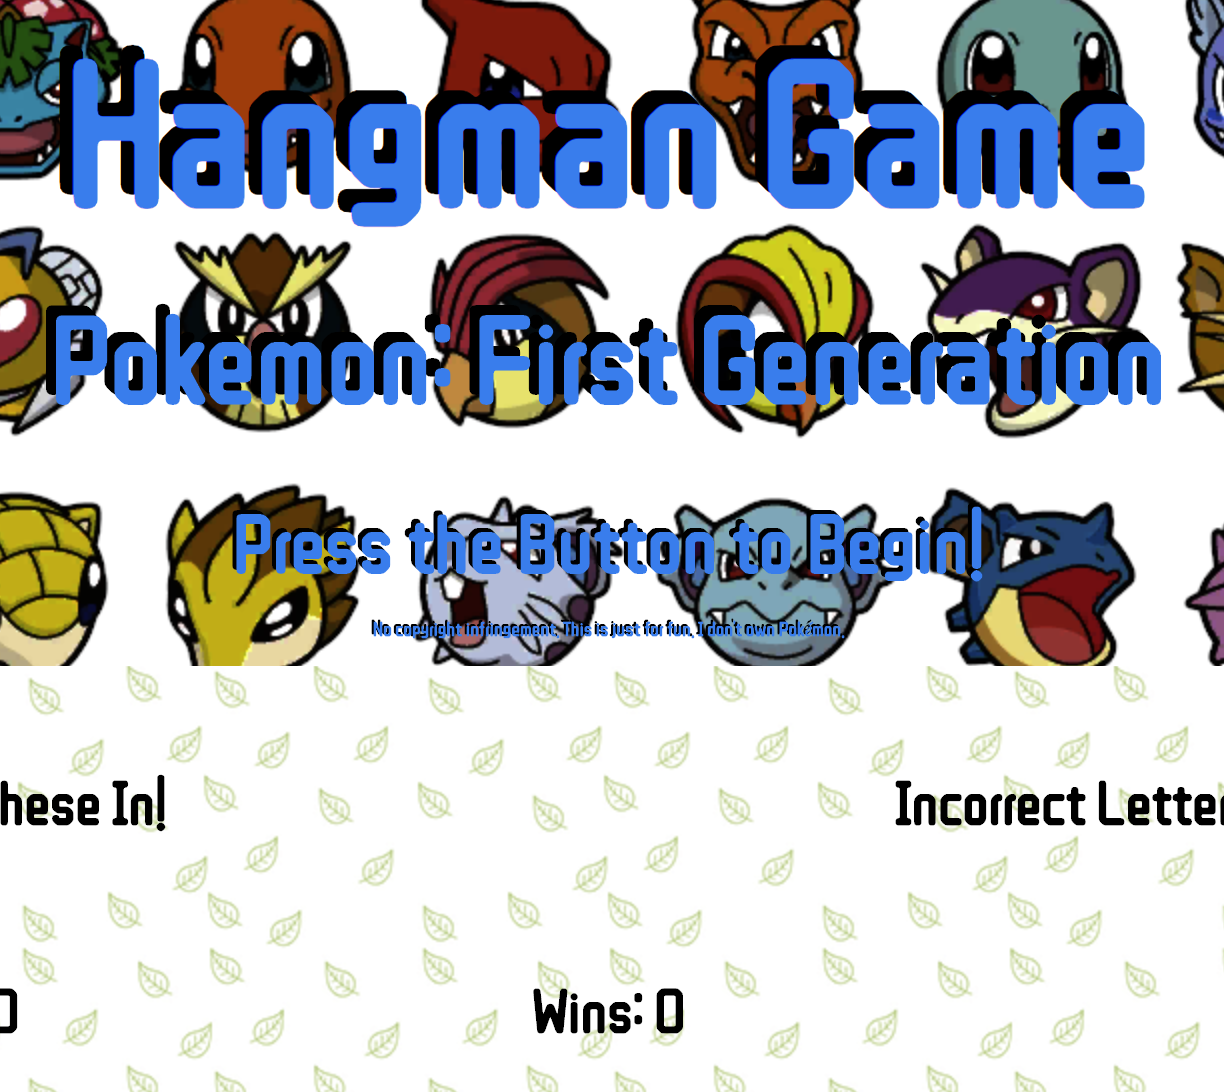 Hangman Game
Pokemon: First Generation
Press the Button to Begin!
No copyright infringement. This is just for fun. I don't own Pokémon.
hese In!
Incorrect Letter
0
Wins: 0